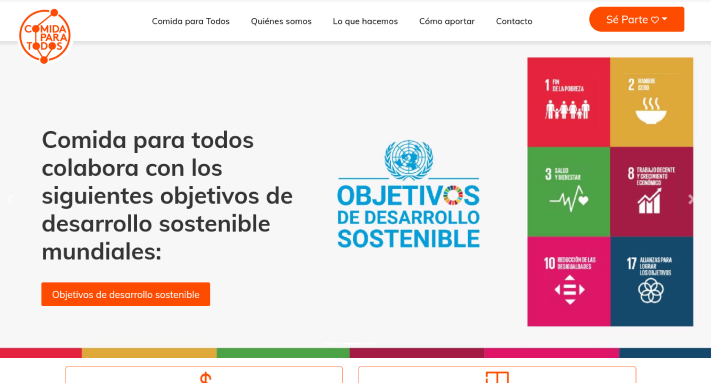 COMIDA
PARA
TODOS
Comida para Todos
Quiénes somos
Lo que hacemos
Cómo aportar
Contacto
Sé Parte
Comida para todos
colabora con los
siguientes objetivos de
desarrollo sostenible
mundiales:
Objetivos de desarrollo sostenible
OBJETIVOS
DE DESARROLLO
SOSTENIBLE
1 FIN
DE LA POBREZA
2 HAMBRE
CERO
3 SALUD
Y BIENESTAR
8 TRABAJO DECENTE
Y CRECIMIENTO
ECONÓMICO
10 REDUCCIÓN DE LAS
DESIGUALDADES
17 ALIANZAS PARA
LOGRAR
LOS OBJETIVOS